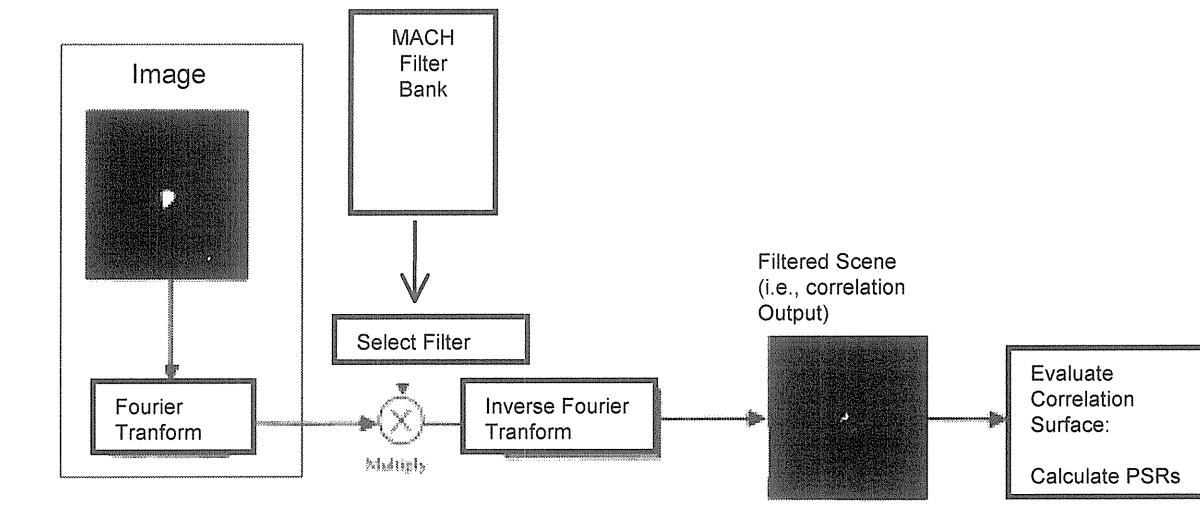 Image
MACH
Filter
Bank
Select Filter
Fourier
Tranform
Multiply
Inverse Fourier
Tranform
Filtered Scene
(i.e., correlation
Output)
Evaluate
Correlation
Surface:
Calculate PSRs